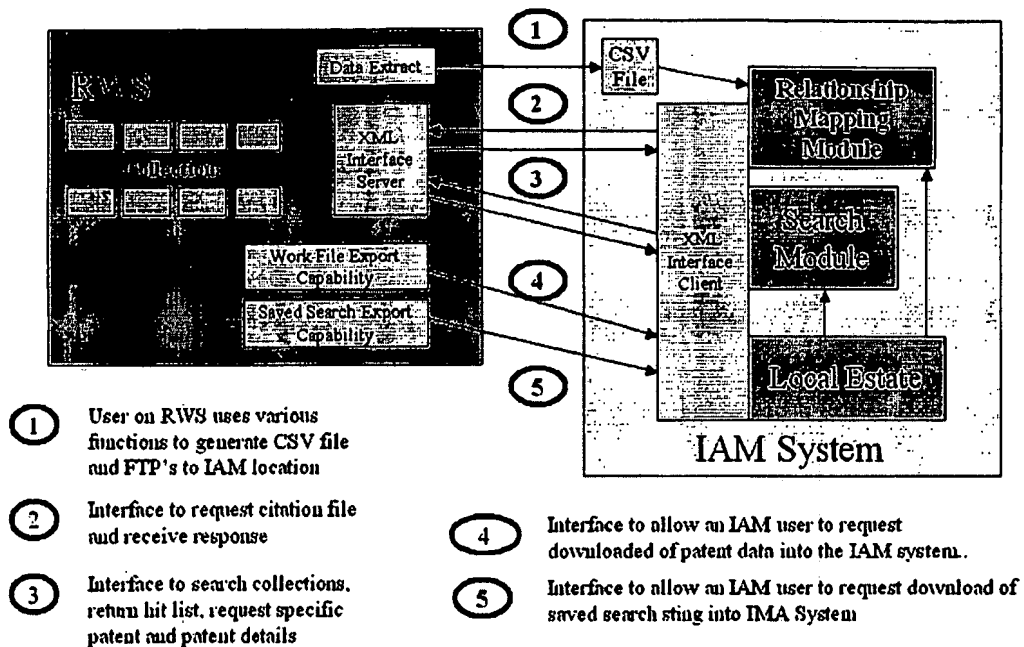 1
CSV
File
Data Extract
RWS
2
Relationship
Mapping
Module
XML
Interface
Server
Collection
3
Search
Module
XML
Interface
Client
Work File Export
Capability
4
Saved Search Export
Capability
Local Estate
5
IAM System
1
User on RWS uses various
functions to generate CSV file
and FTP's to IAM location
2
Interface to request citation file
and receive response
3
Interface to search collections,
return hit list, request specific
patent and patent details
4
Interface to allow an IAM user to request
downloaded of patent data into the IAM system..
5
Interface to allow an IAM user to request download of
saved search sting into IMA System